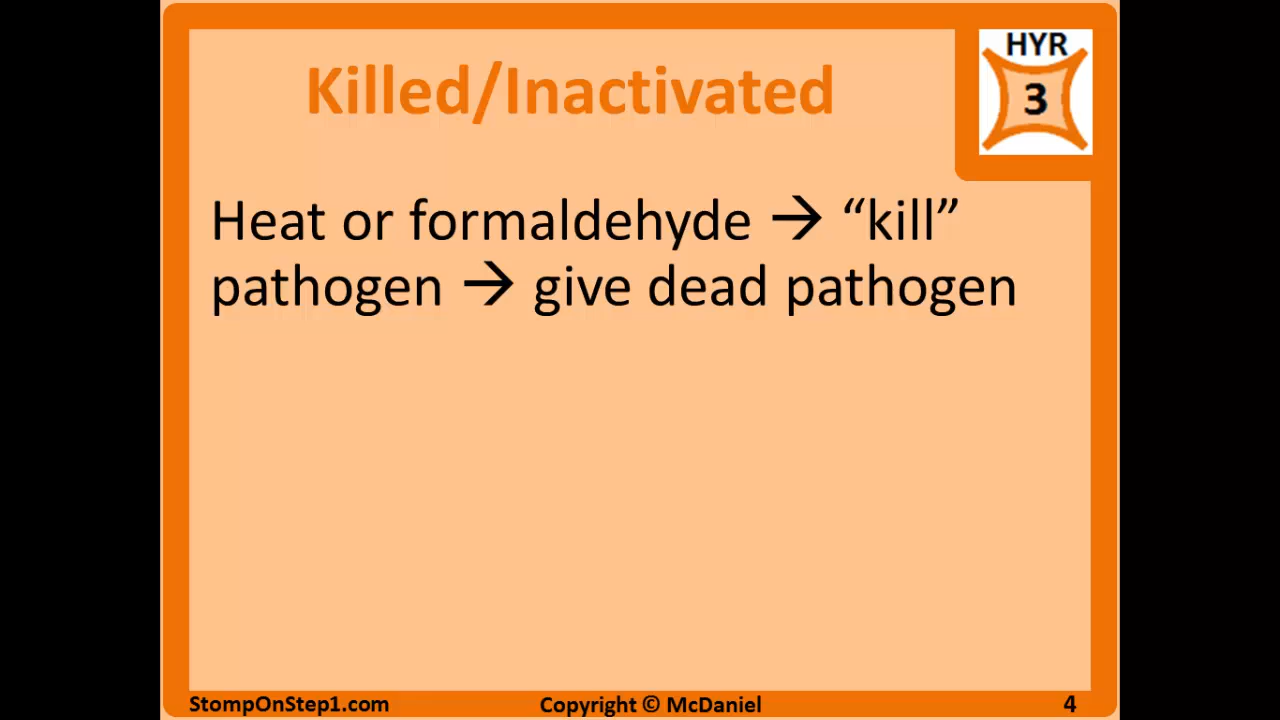 HYR
3
Killed/Inactivated
Heat or formaldehyde → “kill”
pathogen → give dead pathogen
StompOnStep1.com Copyright © McDaniel 4